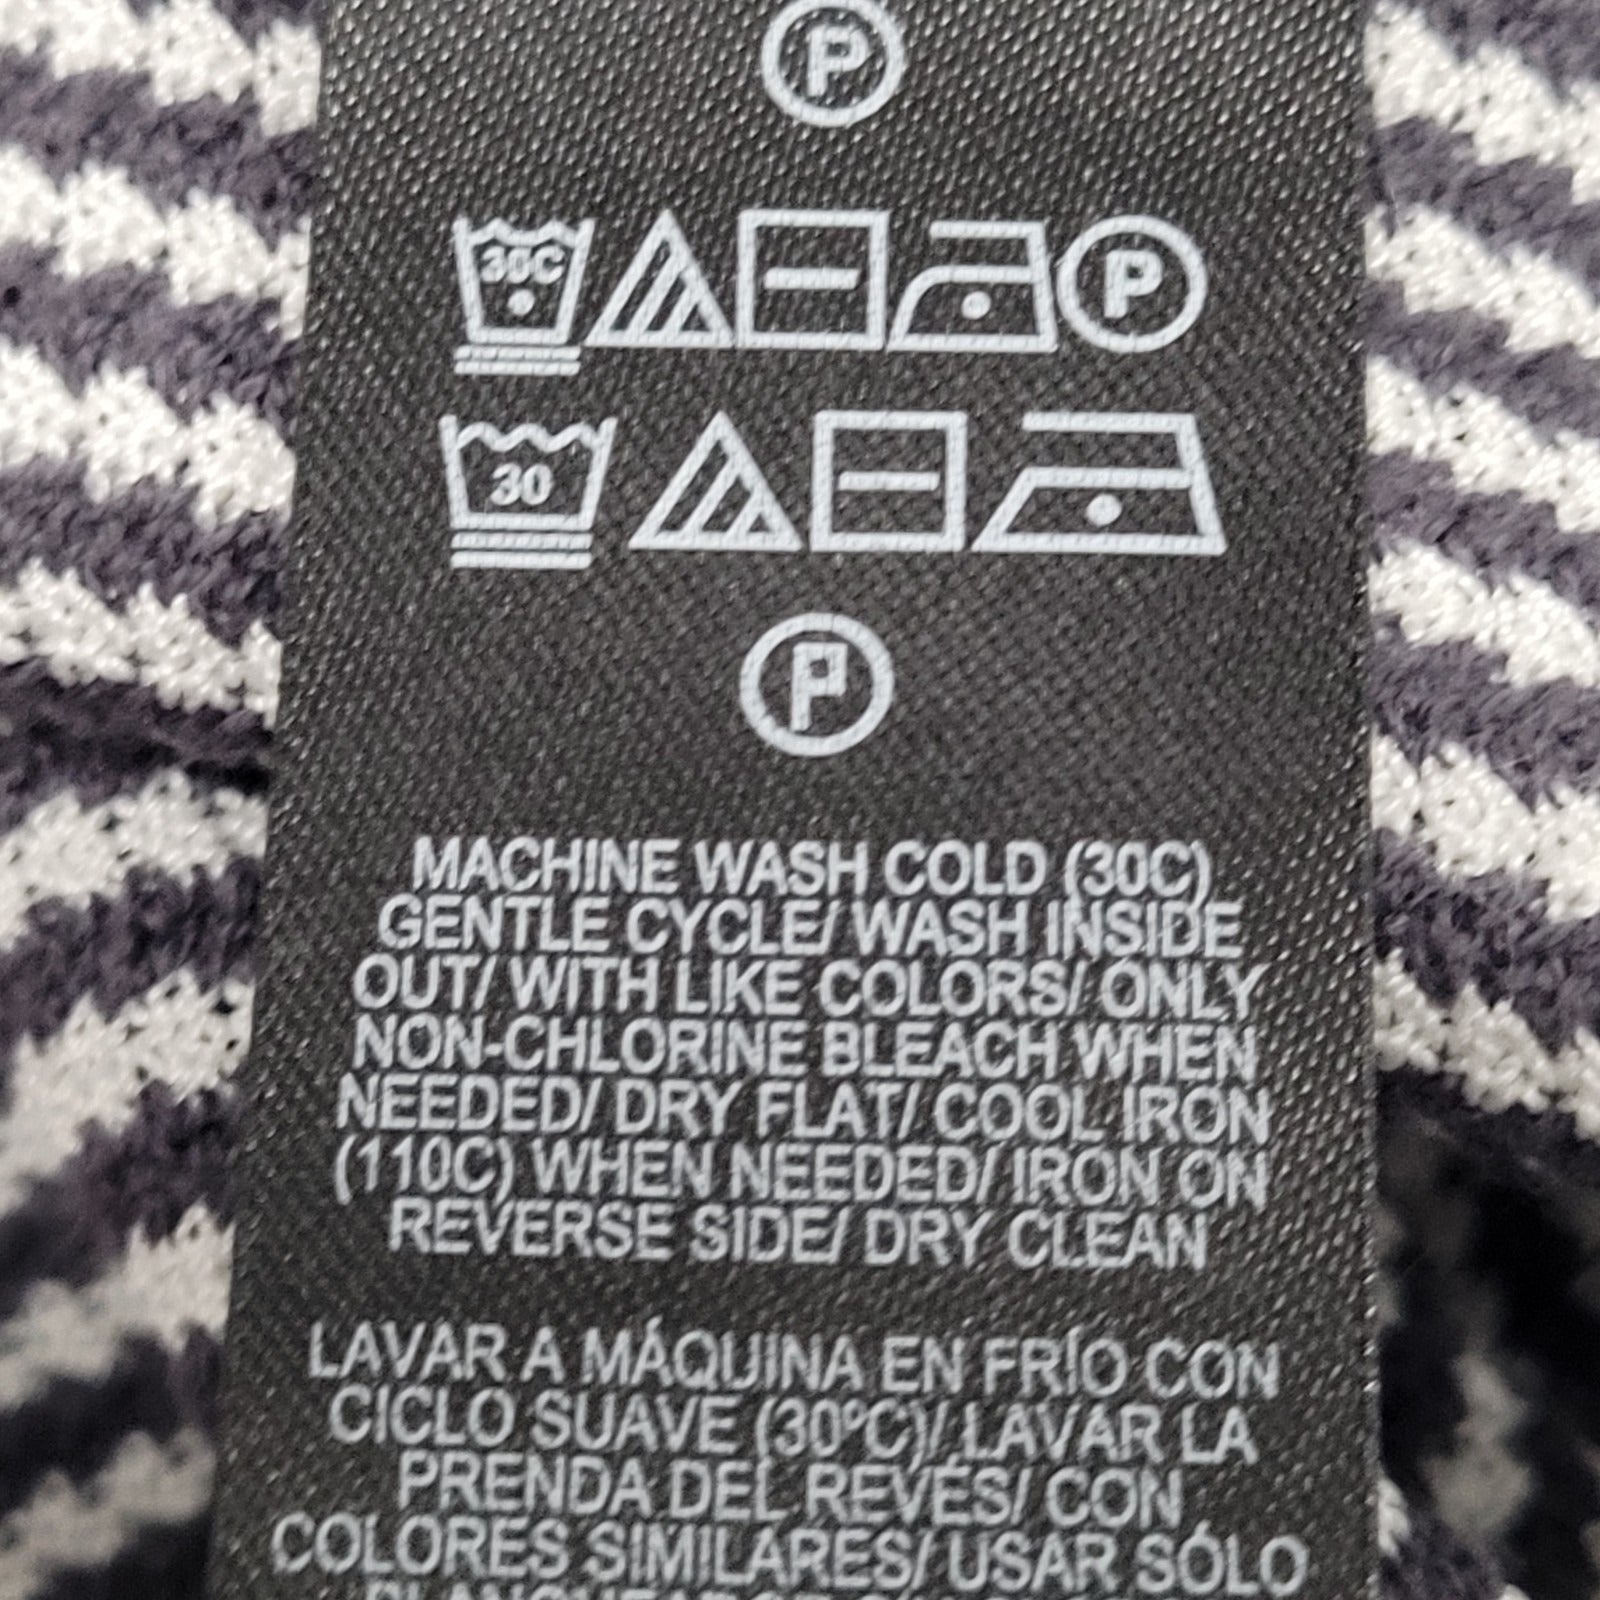 P
30C P
30
P
MACHINE WASH COLD (30C)
GENTLE CYCLE/ WASH INSIDE
OUT/ WITH LIKE COLORS/ ONLY
NON-CHLORINE BLEACH WHEN
NEEDED/ DRY FLAT/ COOL IRON
(110C) WHEN NEEDED/ IRON ON
REVERSE SIDE/ DRY CLEAN
LAVAR A MÁQUINA EN FRÍO CON
CICLO SUAVE (30ºC)/ LAVAR LA
PRENDA DEL REVÉS/ CON
COLORES SIMILARES/ USAR SÓLO